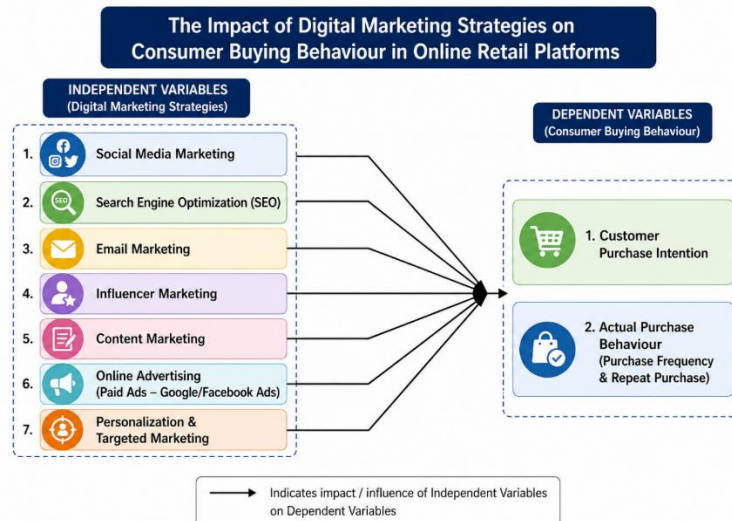 The Impact of Digital Marketing Strategies on
Consumer Buying Behaviour in Online Retail Platforms
INDEPENDENT VARIABLES
(Digital Marketing Strategies)
1. Social Media Marketing
2. SEO Search Engine Optimization (SEO)
3. Email Marketing
4. Influencer Marketing
5. Content Marketing
6. Online Advertising
(Paid Ads – Google/Facebook Ads)
7. Personalization &
Targeted Marketing
DEPENDENT VARIABLES
(Consumer Buying Behaviour)
1. Customer
Purchase Intention
2. Actual Purchase
Behaviour
(Purchase Frequency
& Repeat Purchase)
Indicates impact / influence of Independent Variables
on Dependent Variables